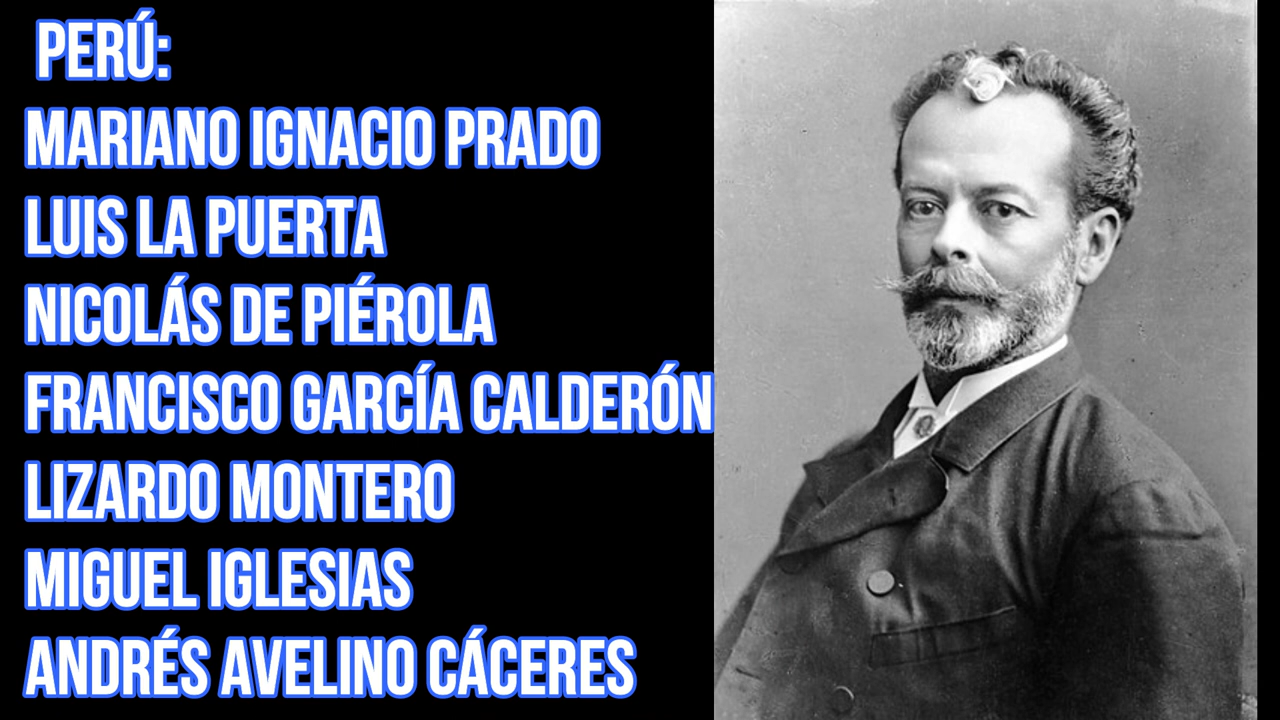 PERÚ:
MARIANO IGNACIO PRADO
LUIS LA PUERTA
NICOLÁS DE PIÉROLA
FRANCISCO GARCÍA CALDERÓN
LIZARDO MONTERO
MIGUEL IGLESIAS
ANDRÉS AVELINO CÁCERES